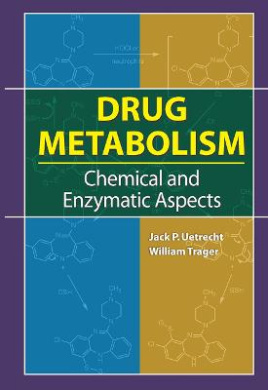 DRUG
METABOLISM
Chemical and
Enzymatic Aspects
Jack P. Uetrecht
William Trager